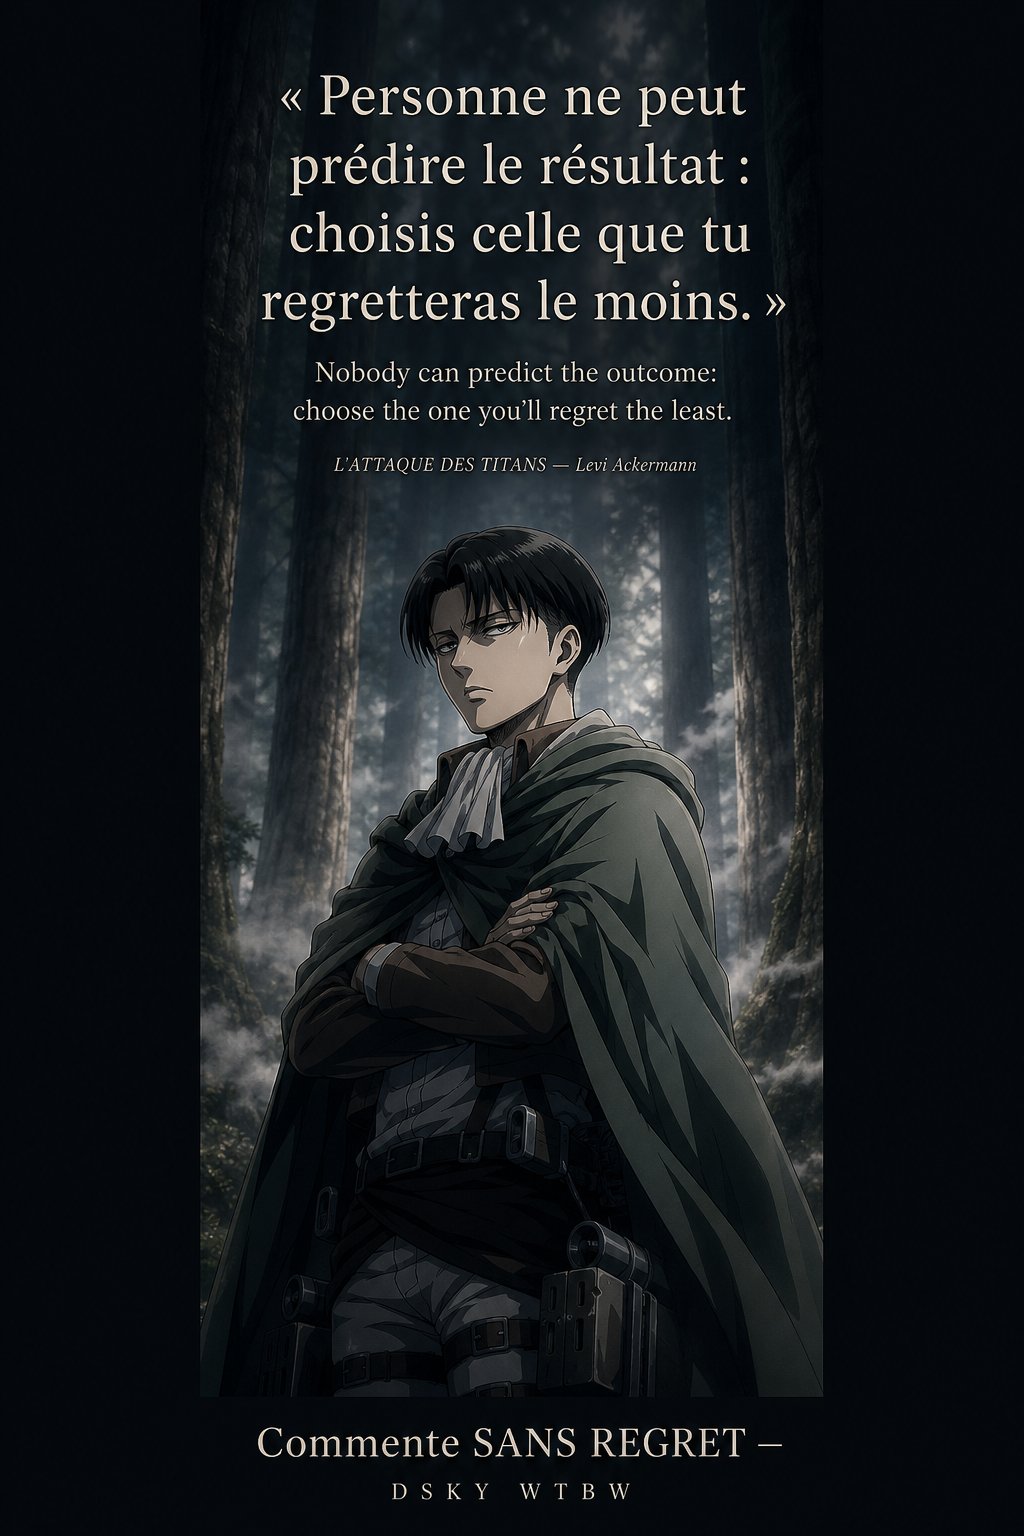 « Personne ne peut
prédire le résultat :
choisis celle que tu
regretteras le moins. »
Nobody can predict the outcome:
choose the one you’ll regret the least.
L’ATTAQUE DES TITANS — Levi Ackermann
Commente SANS REGRET —
DSKY WTBW